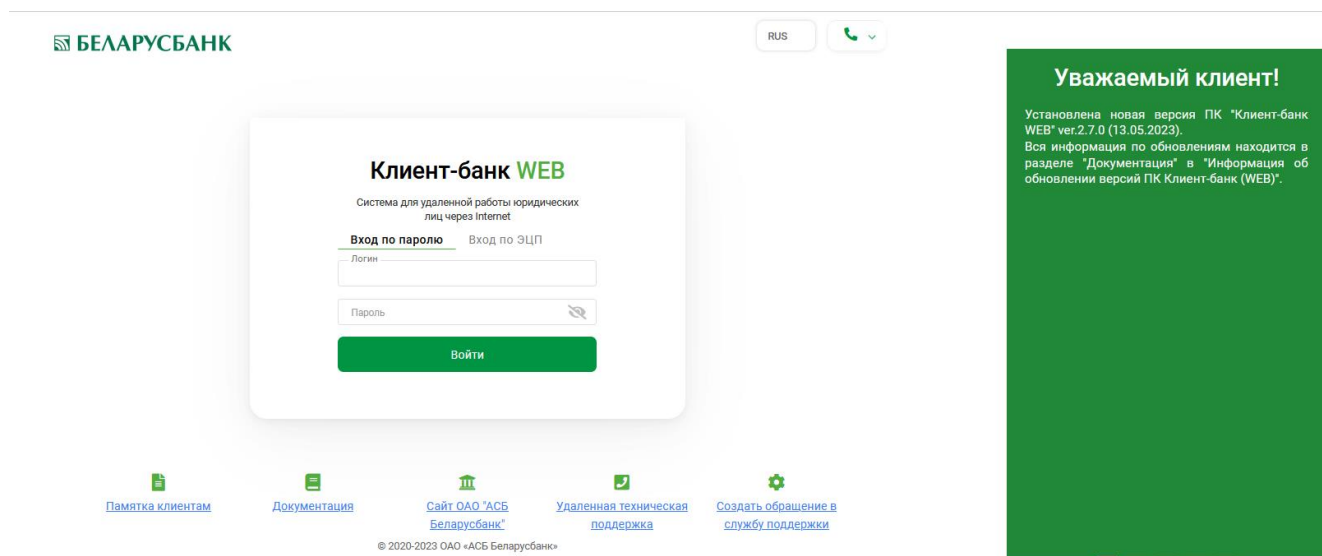 БЕЛАРУСБАНК
RUS
Клиент-банк WEB
Система для удаленной работы юридических
лиц через Internet
Вход по паролю Вход по ЭЦП
Логин
Пароль
Войти
Памятка клиентам
Документация
Сайт ОАО "АСБ
Беларусбанк"
Удаленная техническая
поддержка
Создать обращение в
службу поддержки
© 2020-2023 ОАО «АСБ Беларусбанк»
Уважаемый клиент!
Установлена новая версия ПК "Клиент-банк
WEB" ver.2.7.0 (13.05.2023).
Вся информация по обновлениям находится в
разделе "Документация" в "Информация об
обновлении версий ПК Клиент-банк (WEB)".